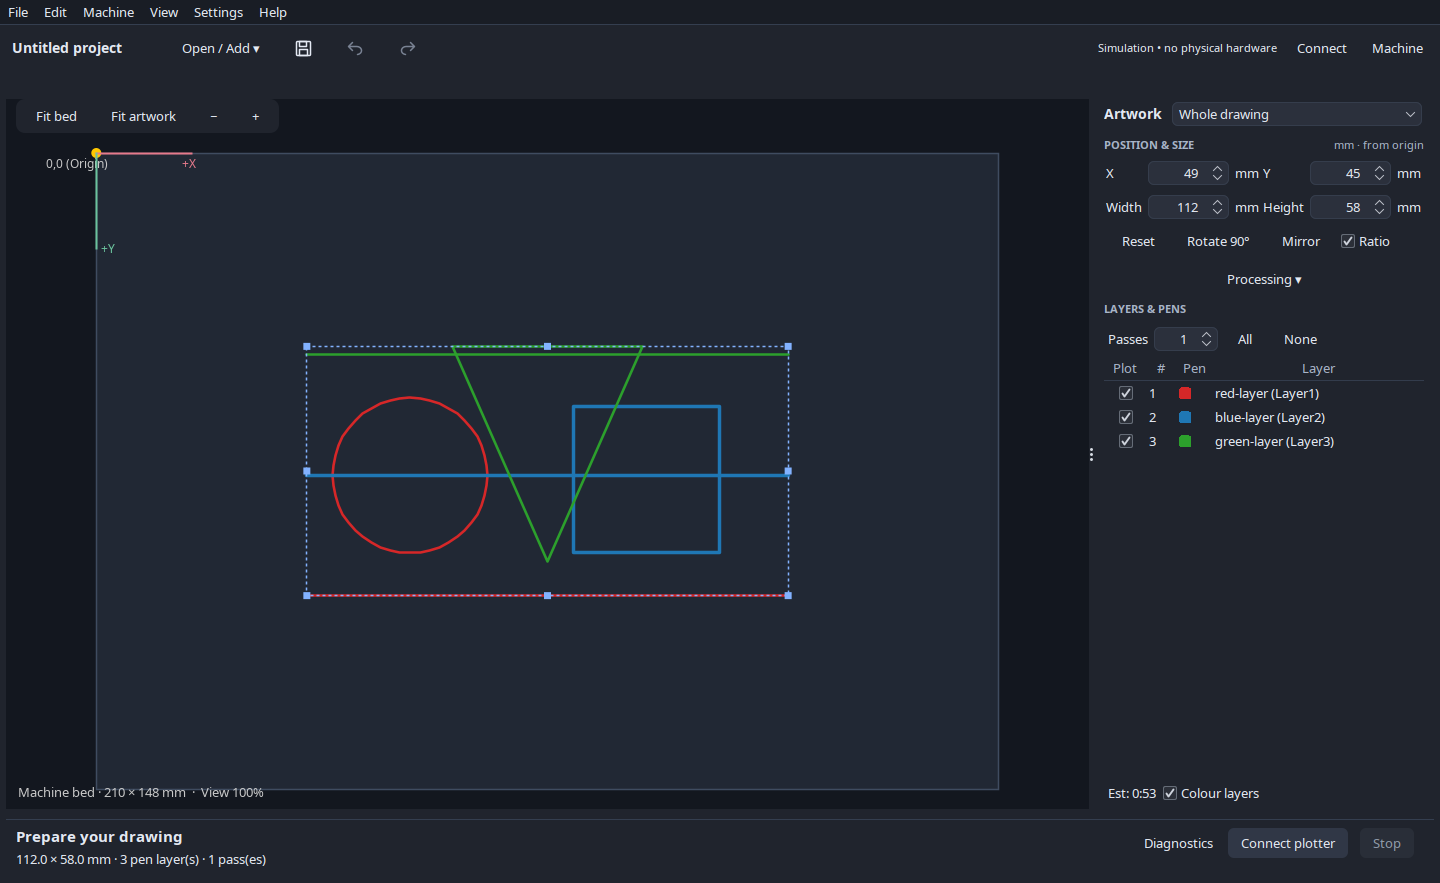 File Edit Machine View Settings Help
Untitled project Open / Add ▾ Simulation • no physical hardware Connect Machine
Fit bed Fit artwork − +
Artwork Whole drawing
POSITION & SIZE mm · from origin
0,0 (Origin) +X
X 49 mm Y 45 mm
Width 112 mm Height 58 mm
+Y
Reset Rotate 90° Mirror Ratio
Processing ▾
LAYERS & PENS
Passes 1 All None
Plot # Pen Layer
1 red-layer (Layer1)
2 blue-layer (Layer2)
3 green-layer (Layer3)
Machine bed · 210 × 148 mm · View 100%
Est: 0:53 Colour layers
Prepare your drawing
112.0 × 58.0 mm · 3 pen layer(s) · 1 pass(es)
Diagnostics Connect plotter Stop